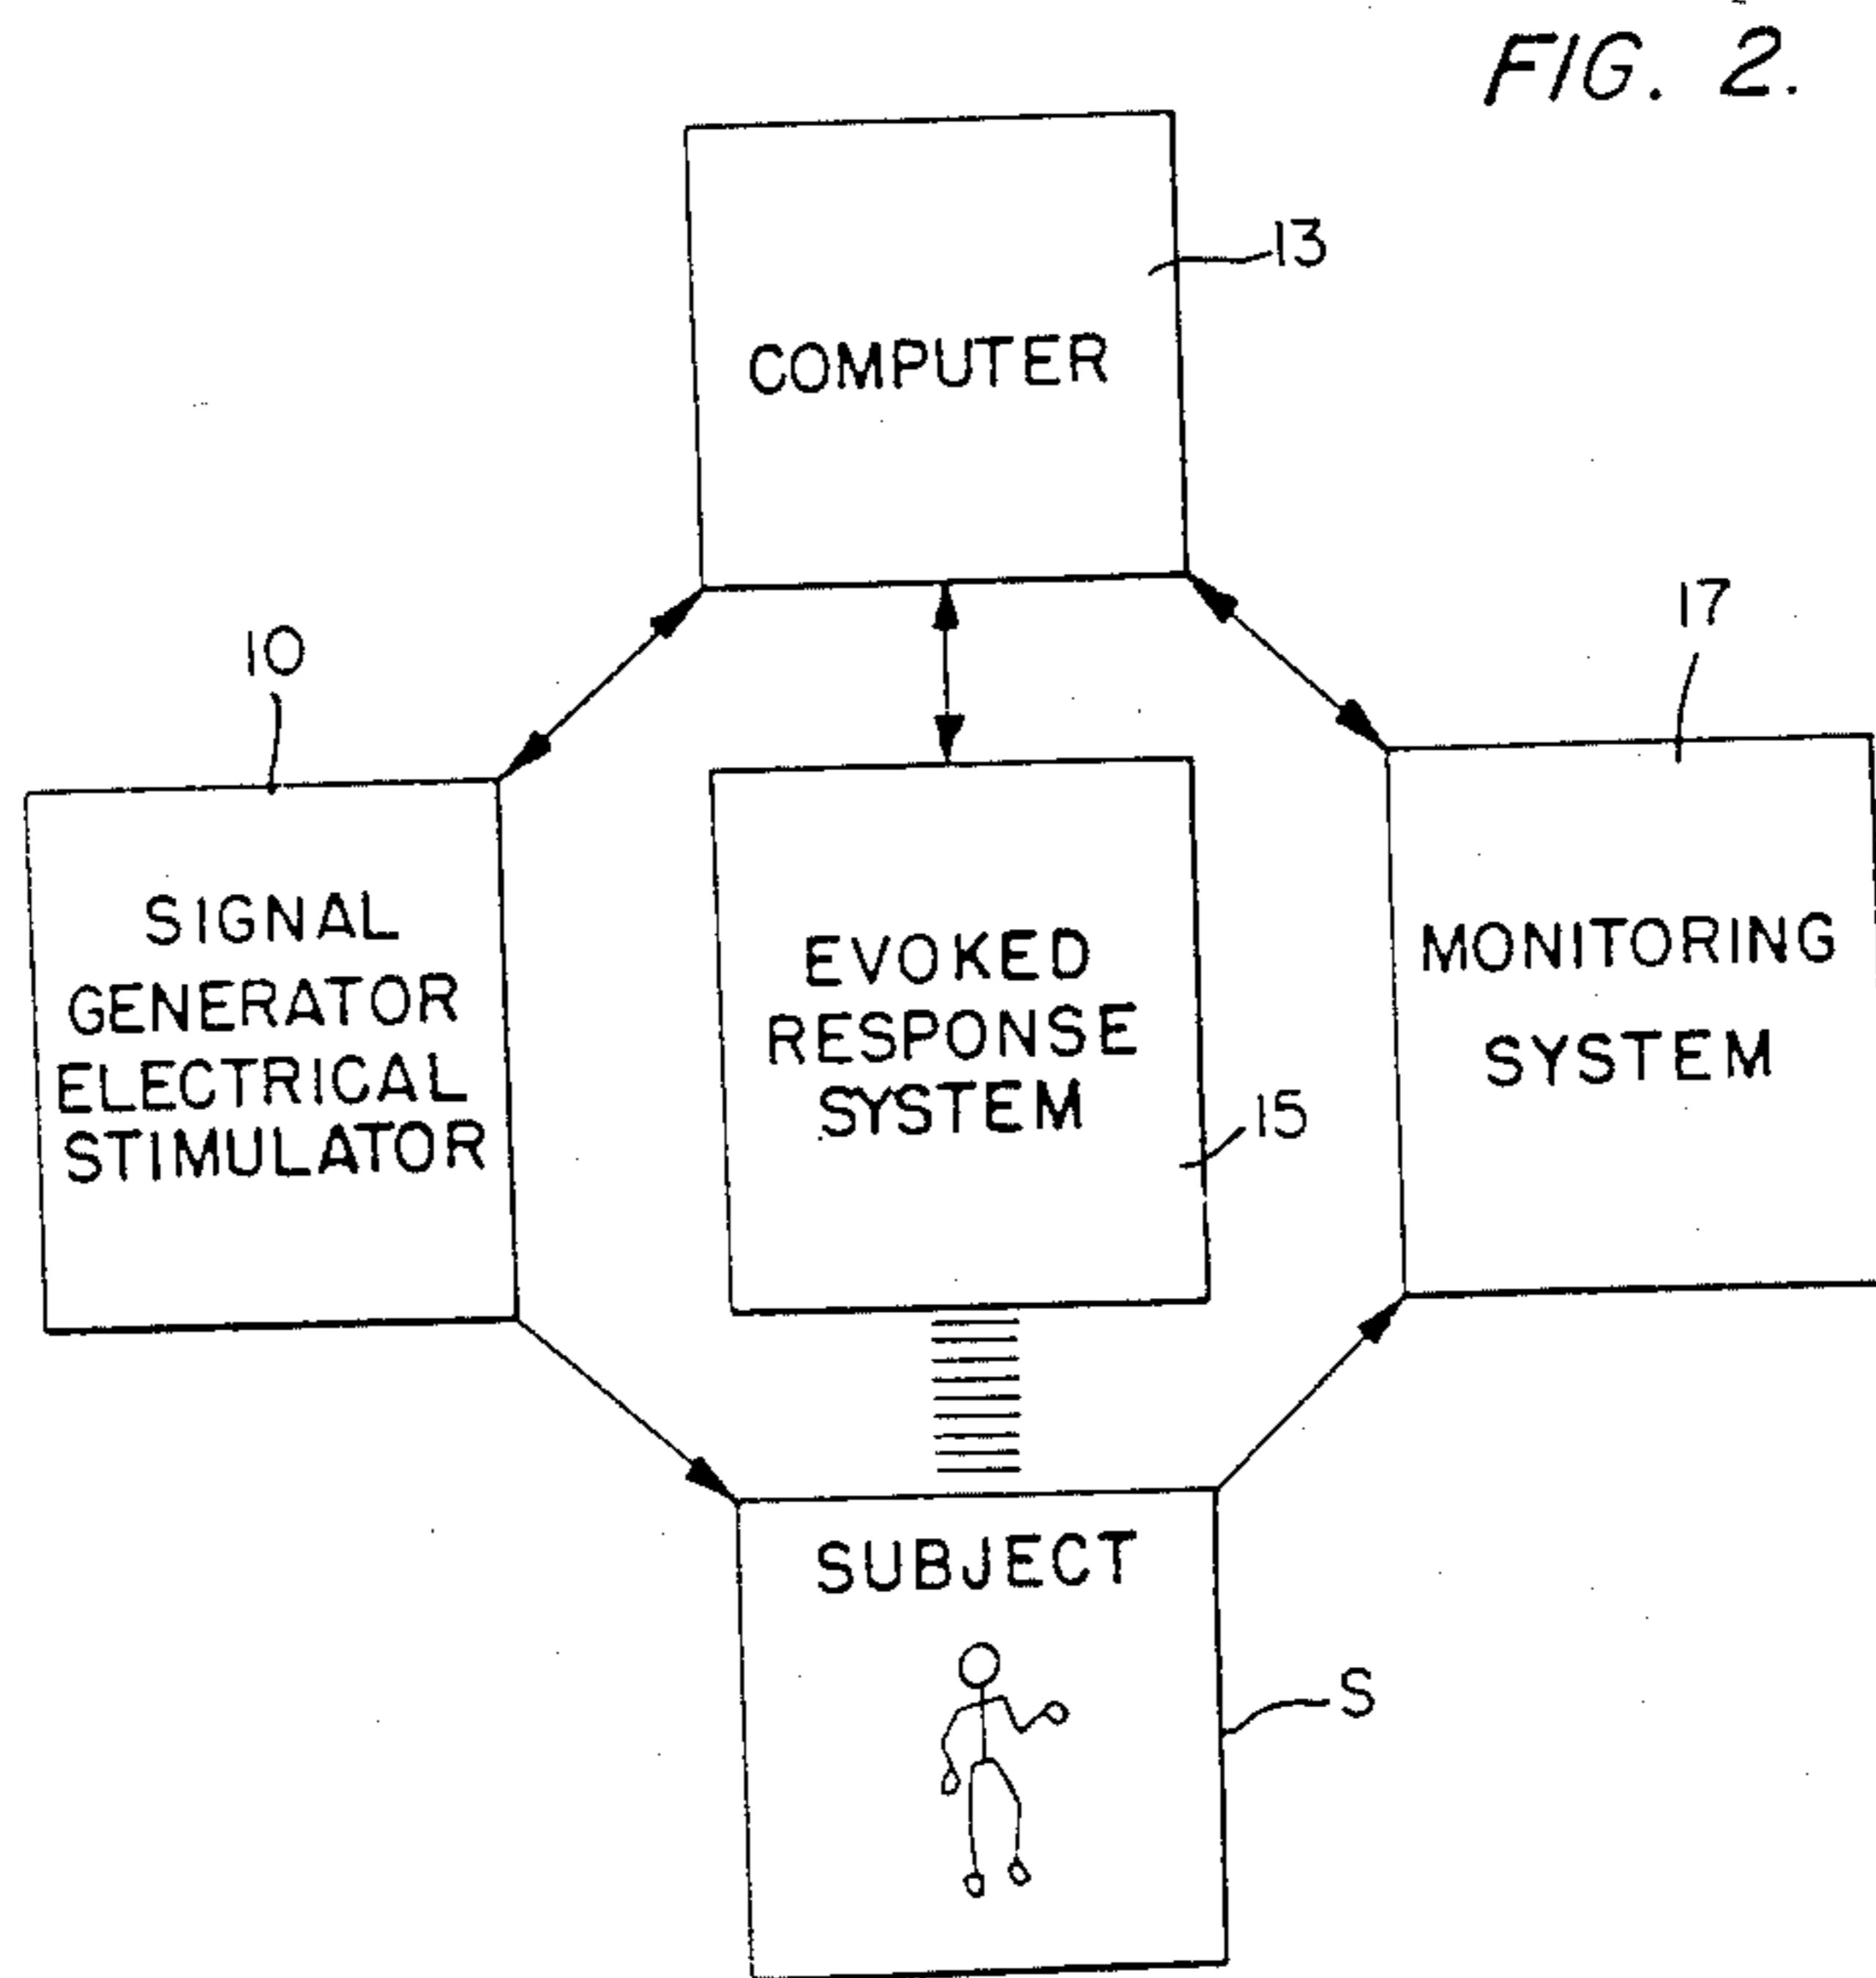 FIG. 2.
COMPUTER
13
10
17
SIGNAL
GENERATOR
ELECTRICAL
STIMULATOR
EVOKED
RESPONSE
SYSTEM
15
MONITORING
SYSTEM
SUBJECT
S